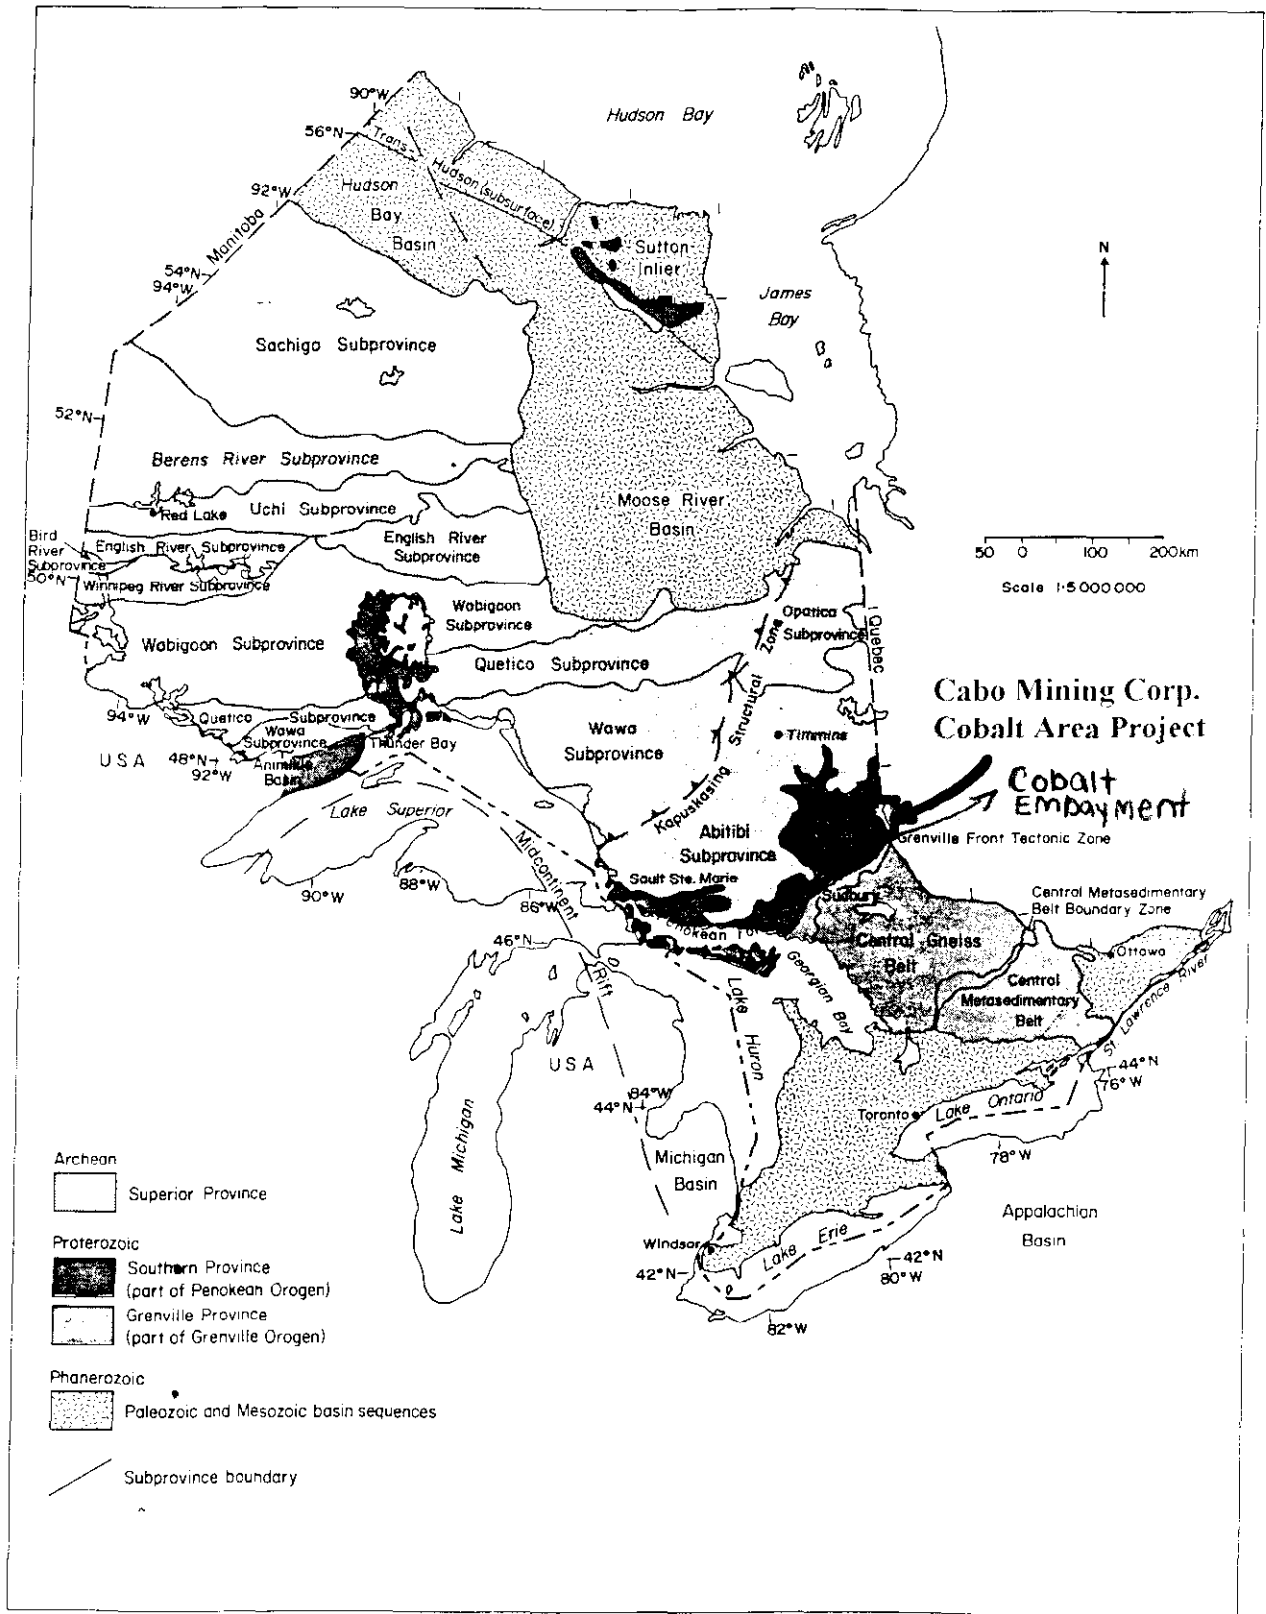 90°W
56°N
Trans-
Hudson (subsurface)
Hudson Bay
92°W
Hudson
Bay
Basin
Manitoba
Sutton
Inlier
54°N
94°W
James
Bay
N
Sachigo Subprovince
52°N
Berens River Subprovince
Red Lake
Uchi Subprovince
Moose River
Basin
Bird
River
Subprovince
50°N
English River Subprovince
English River
Subprovince
Winnipeg River Subprovince
50 0 100 200km
Scale 1:5 000 000
Wabigoon
Subprovince
Wabigoon Subprovince
Opatica
Subprovince
Quebec
Quetico Subprovince
Kapuskasing Structural Zone
Cabo Mining Corp.
Cobalt Area Project
94°W
Quetico Subprovince
Wawa
Subprovince
Wawa
Subprovince
Timmins
USA
48°N
92°W
Animikie
Basin
Thunder Bay
Cobalt
Embayment
Lake Superior
Abitibi
Subprovince
Grenville Front Tectonic Zone
Midcontinent
Rift
90°W
88°W
86°W
Sault Ste. Marie
Sudbury
Central Metasedimentary
Belt Boundary Zone
46°N
Central Gneiss
Belt
Ottawa
Georgian Bay
Central
Metasedimentary
Belt
St. Lawrence River
Lake Huron
USA
84°W
44°N
44°N
76°W
Toronto
Lake Ontario
Lake Michigan
Michigan
Basin
78°W
Archean
Superior Province
Appalachian
Basin
Windsor
Lake Erie
42°N
42°N
80°W
82°W
Proterozoic
Southern Province
(part of Penokean Orogen)
Grenville Province
(part of Grenville Orogen)
Phanerozoic
Paleozoic and Mesozoic basin sequences
Subprovince boundary